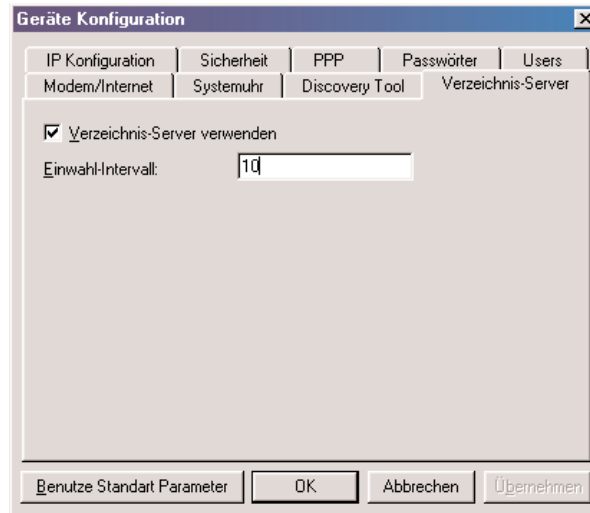 Geräte Konfiguration
IP Konfiguration Sicherheit PPP Passwörter Users
Modem/Internet Systemuhr Discovery Tool Verzeichnis-Server
Verzeichnis-Server verwenden
Einwahl-Intervall: 10
Benutze Standart Parameter OK Abbrechen Übernehmen